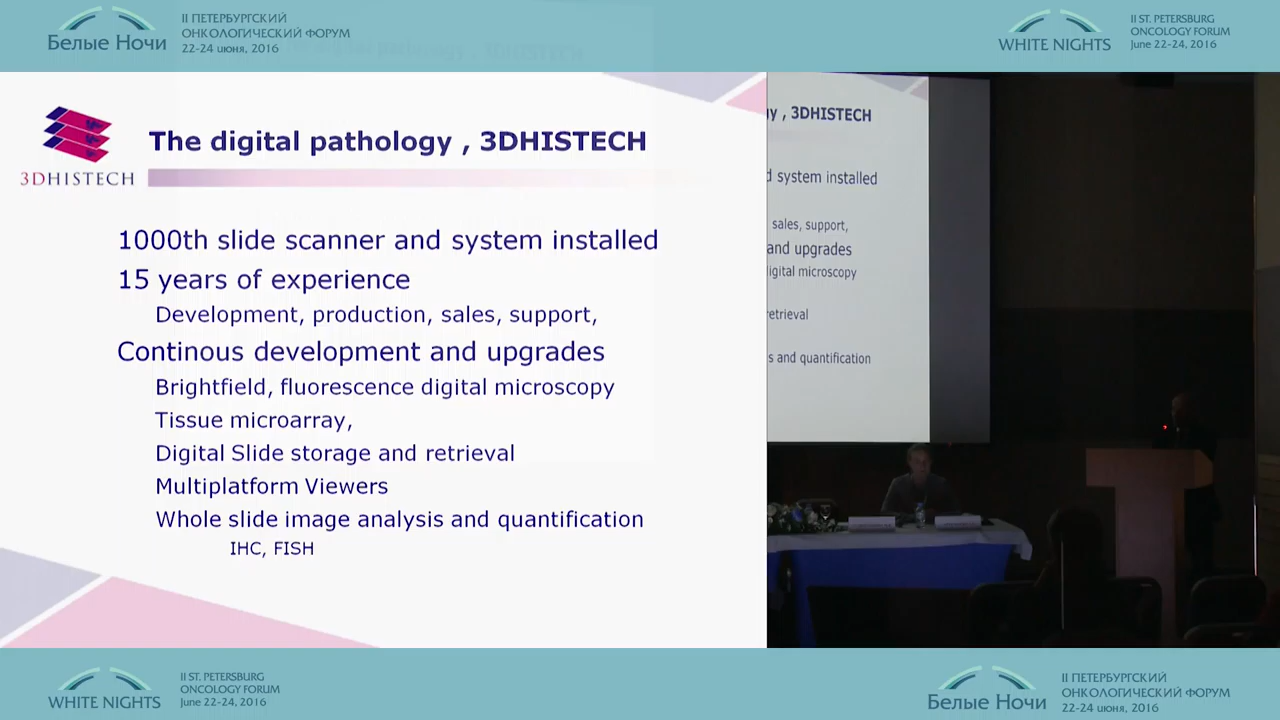 Белые Ночи
II ПЕТЕРБУРГСКИЙ
ОНКОЛОГИЧЕСКИЙ ФОРУМ
22-24 июня, 2016
WHITE NIGHTS
II ST. PETERSBURG
ONCOLOGY FORUM
June 22-24, 2016
3DHISTECH
The digital pathology , 3DHISTECH
1000th slide scanner and system installed
15 years of experience
Development, production, sales, support,
Continous development and upgrades
Brightfield, fluorescence digital microscopy
Tissue microarray,
Digital Slide storage and retrieval
Multiplatform Viewers
Whole slide image analysis and quantification
IHC, FISH
gy , 3DHISTECH
d system installed
sales, support,
and upgrades
digital microscopy
retrieval
s and quantification
WHITE NIGHTS
II ST. PETERSBURG
ONCOLOGY FORUM
June 22-24, 2016
Белые Ночи
II ПЕТЕРБУРГСКИЙ
ОНКОЛОГИЧЕСКИЙ ФОРУМ
22-24 июня, 2016